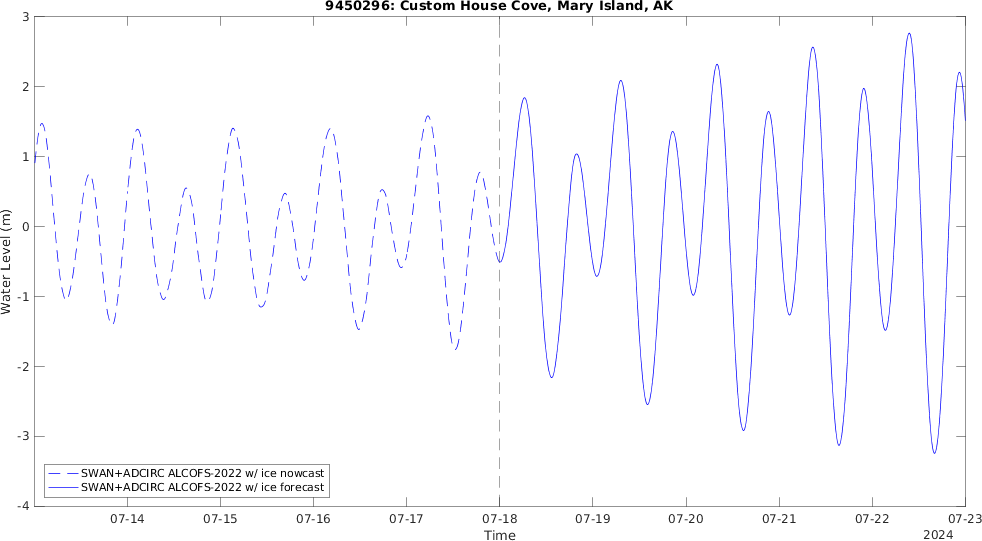 9450296: Custom House Cove, Mary Island, AK
3
2
1
0
-1
-2
-3
-4
Water Level (m)
SWAN+ADCIRC ALCOFS-2022 w/ ice nowcast
SWAN+ADCIRC ALCOFS-2022 w/ ice forecast
07-14 07-15 07-16 07-17 07-18 07-19 07-20 07-21 07-22 07-23
Time
2024